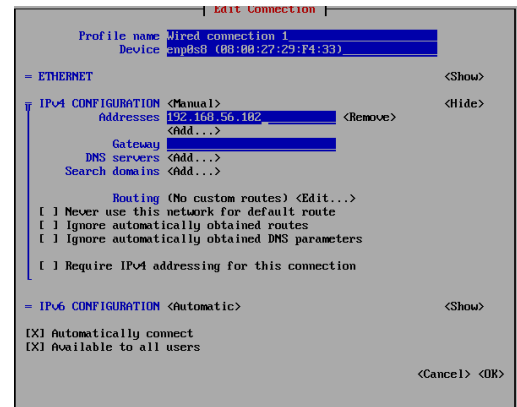 Edit Connection
Profile name Wired connection 1
Device enp0s8 (08:00:27:29:F4:33)
= ETHERNET <Show>
IPv4 CONFIGURATION <Manual> <Hide>
Addresses 192.168.56.102 <Remove>
<Add...>
Gateway
DNS servers <Add...>
Search domains <Add...>
Routing (No custom routes) <Edit...>
[ ] Never use this network for default route
[ ] Ignore automatically obtained routes
[ ] Ignore automatically obtained DNS parameters
[ ] Require IPv4 addressing for this connection
= IPv6 CONFIGURATION <Automatic> <Show>
[X] Automatically connect
[X] Available to all users
<Cancel> <OK>